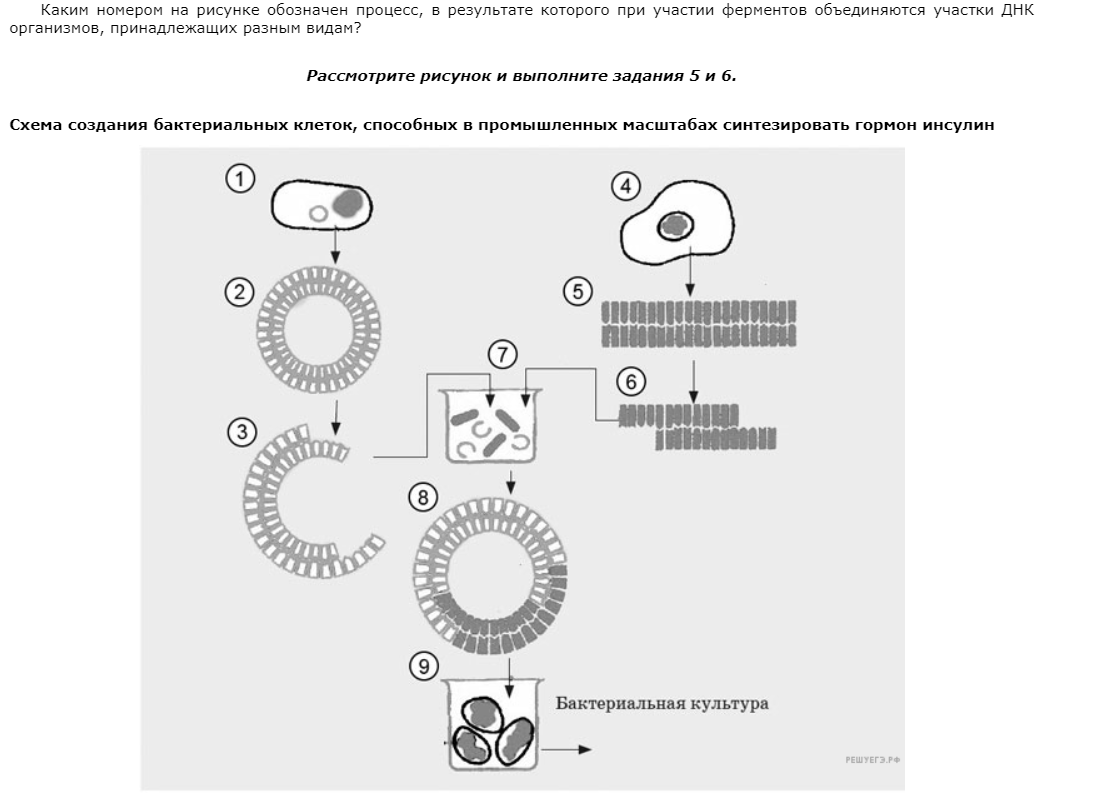 Каким номером на рисунке обозначен процесс, в результате которого при участии ферментов объединяются участки ДНК
организмов, принадлежащих разным видам?
Рассмотрите рисунок и выполните задания 5 и 6.
Схема создания бактериальных клеток, способных в промышленных масштабах синтезировать гормон инсулин
1
4
2
5
7
6
3
8
9
Бактериальная культура
РЕШУЕГЭ.РФ